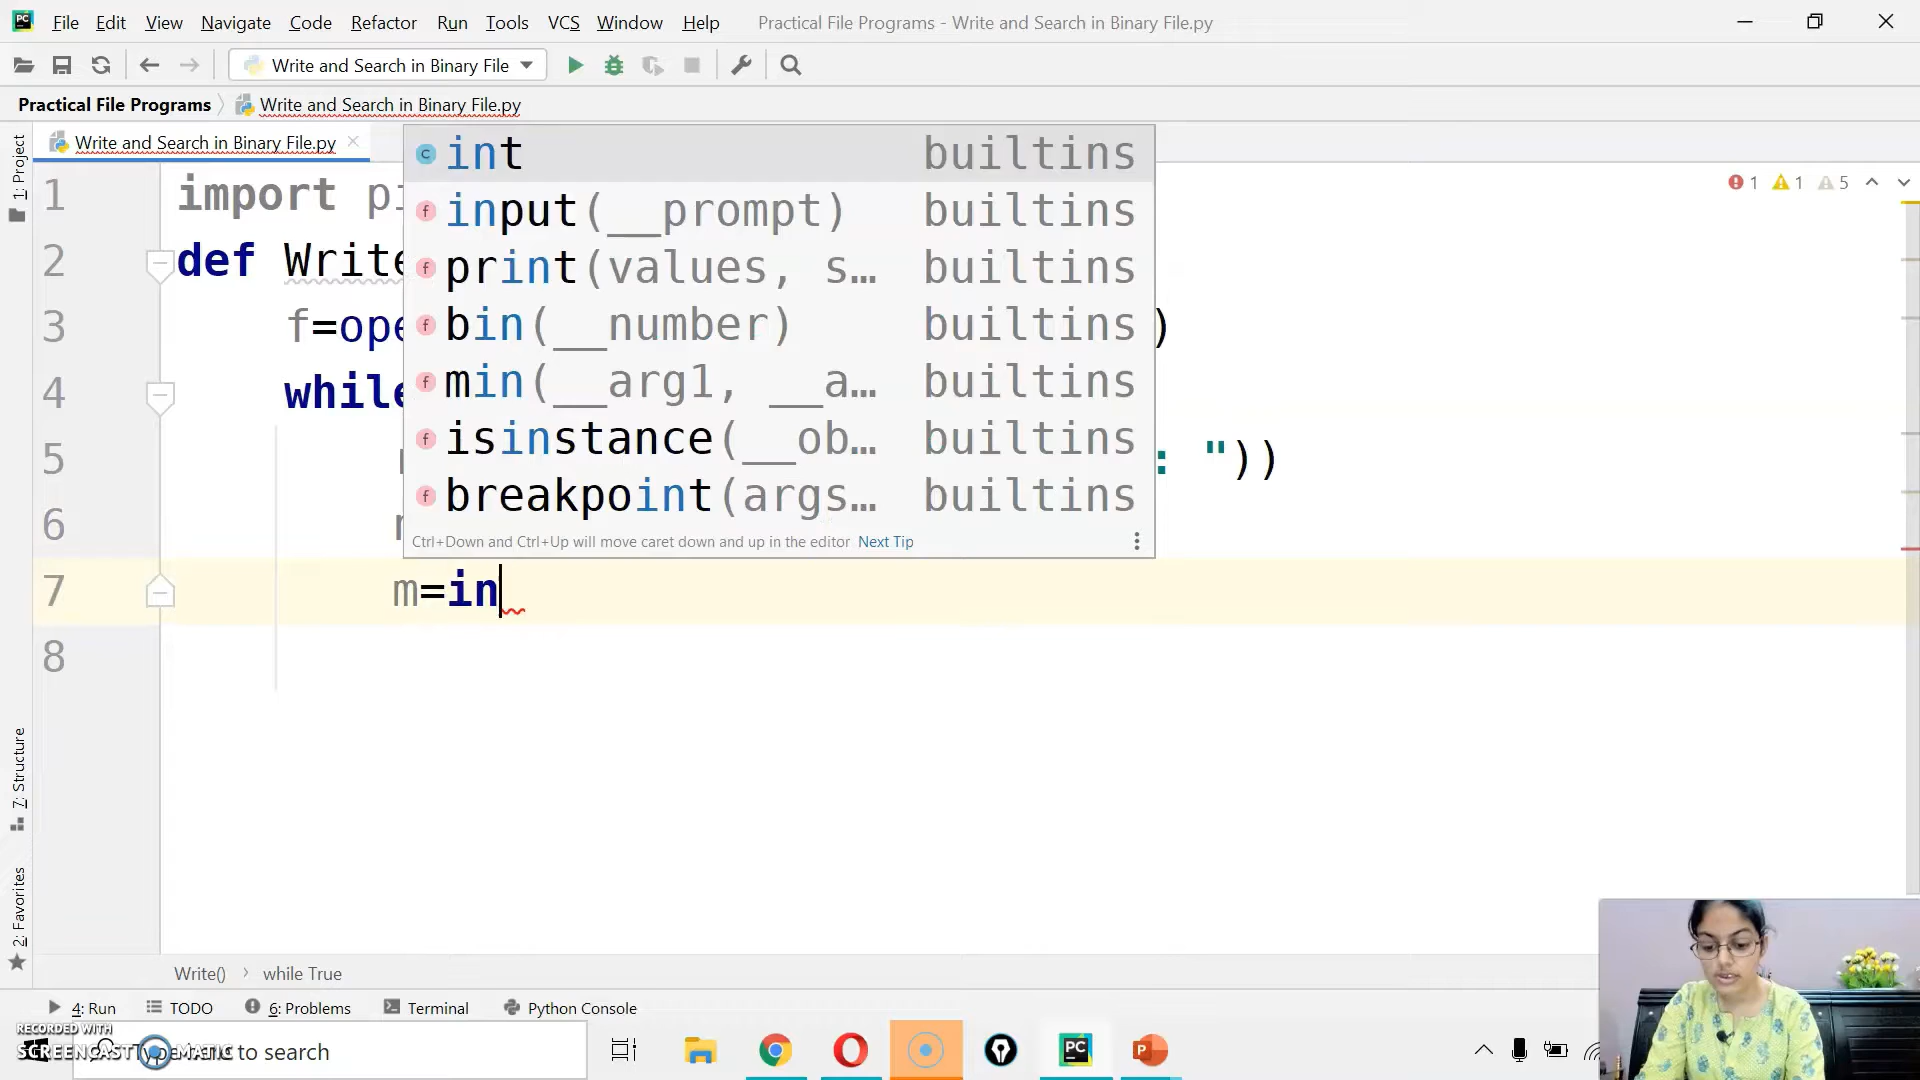 File Edit View Navigate Code Refactor Run Tools VCS Window Help Practical File Programs - Write and Search in Binary File.py
Write and Search in Binary File
Practical File Programs Write and Search in Binary File.py
Write and Search in Binary File.py
1: Project
7: Structure
2: Favorites
1 import
2 def Write
3 f=ope )
4 while
5 : "))
6
7 m=in
8
int builtins
input(__prompt) builtins
print(values, s… builtins
bin(__number) builtins
min(__arg1, __a… builtins
isinstance(__ob… builtins
breakpoint(args… builtins
Ctrl+Down and Ctrl+Up will move caret down and up in the editor Next Tip
1 1 5
Write() while True
4: Run TODO 6: Problems Terminal Python Console
RECORDED WITH
SCREENCAST MATIC
to search